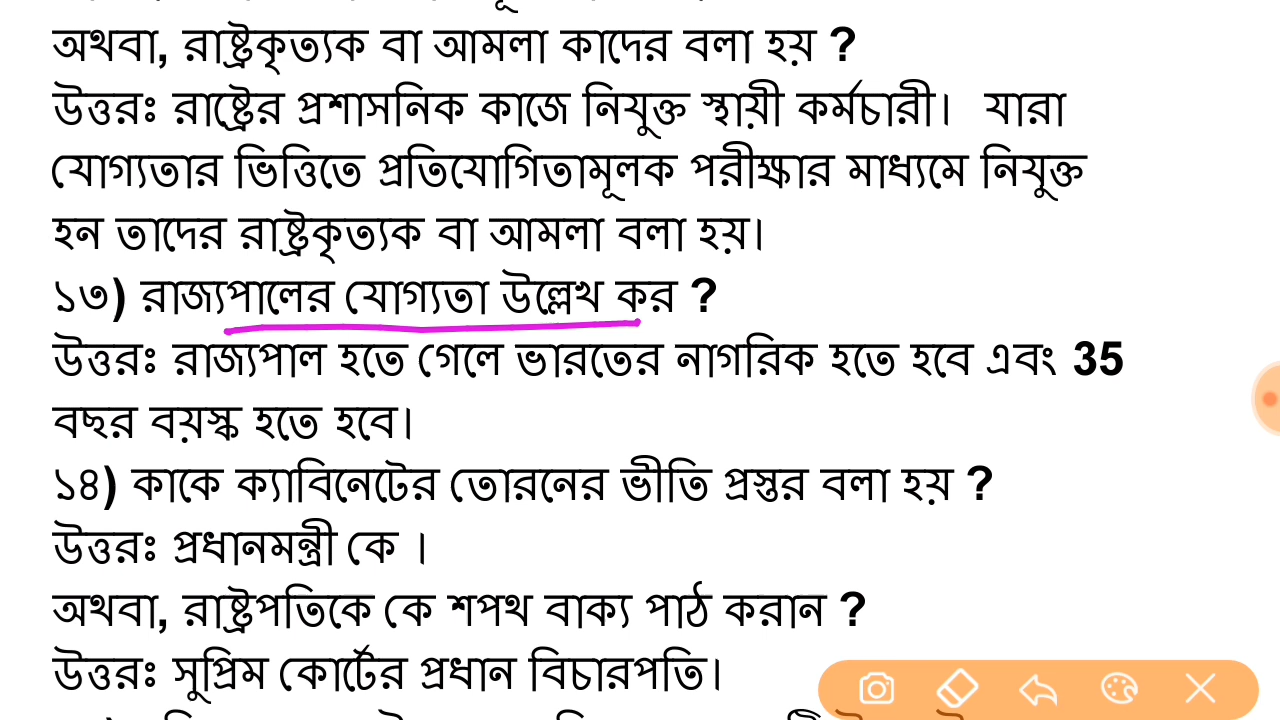 অথবা, রাষ্ট্রকৃত্যক বা আমলা কাদের বলা হয় ?
উত্তরঃ রাষ্ট্রের প্রশাসনিক কাজে নিযুক্ত স্থায়ী কর্মচারী। যারা
যোগ্যতার ভিত্তিতে প্রতিযোগিতামূলক পরীক্ষার মাধ্যমে নিযুক্ত
হন তাদের রাষ্ট্রকৃত্যক বা আমলা বলা হয়।
১৩) রাজ্যপালের যোগ্যতা উল্লেখ কর ?
উত্তরঃ রাজ্যপাল হতে গেলে ভারতের নাগরিক হতে হবে এবং 35
বছর বয়স্ক হতে হবে।
১৪) কাকে ক্যাবিনেটের তোরনের ভীতি প্রস্তর বলা হয় ?
উত্তরঃ প্রধানমন্ত্রী কে ।
অথবা, রাষ্ট্রপতিকে কে শপথ বাক্য পাঠ করান ?
উত্তরঃ সুপ্রিম কোর্টের প্রধান বিচারপতি।